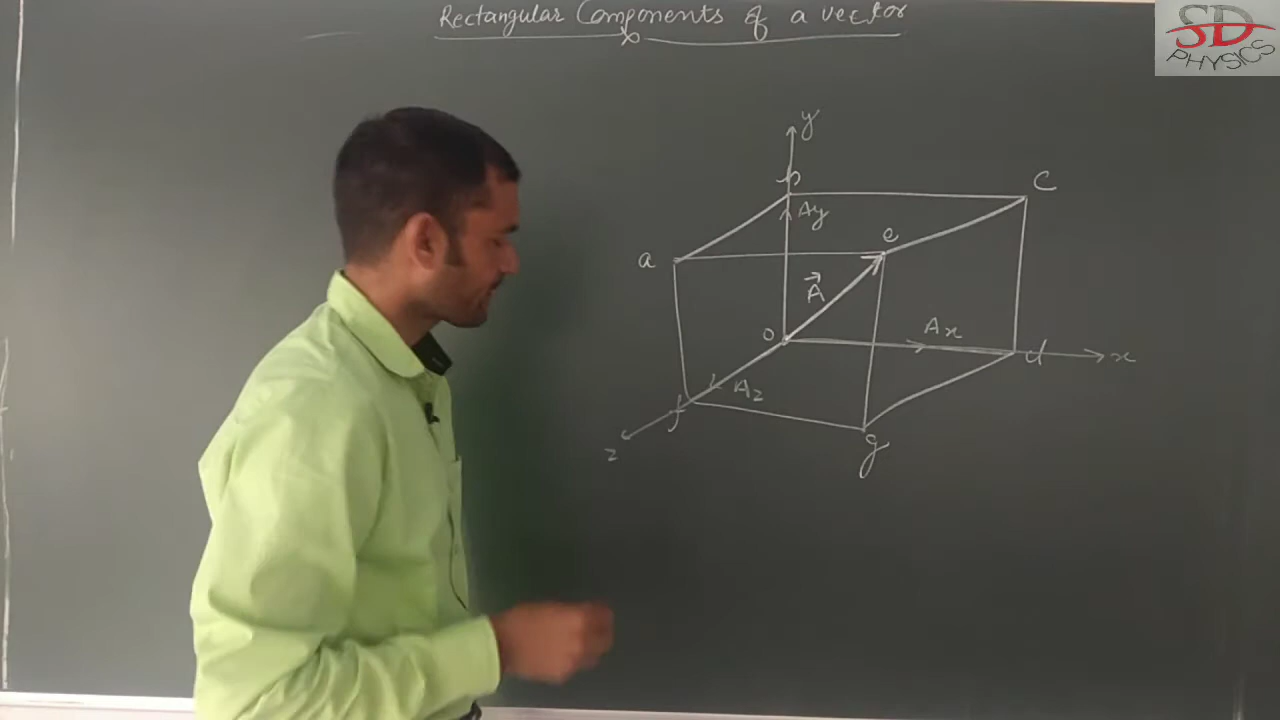 Rectangular Components of a vector
SD
PHYSICS
y
b
c
Ay
e
a
A
o
Ax
d
x
Az
f
g
z